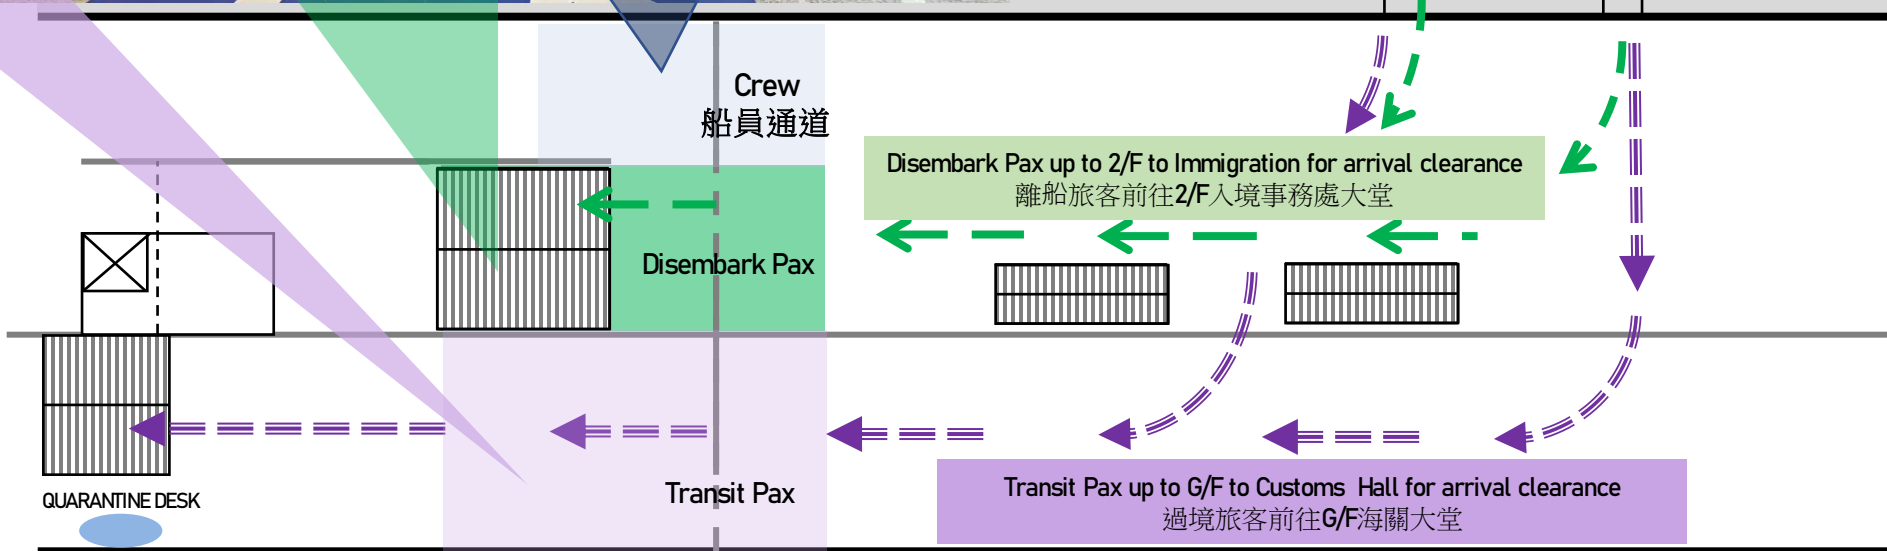 Crew
船員通道
Disembark Pax up to 2/F to Immigration for arrival clearance
離船旅客前往2/F入境事務處大堂
Disembark Pax
Transit Pax
QUARANTINE DESK
Transit Pax up to G/F to Customs Hall for arrival clearance
過境旅客前往G/F海關大堂